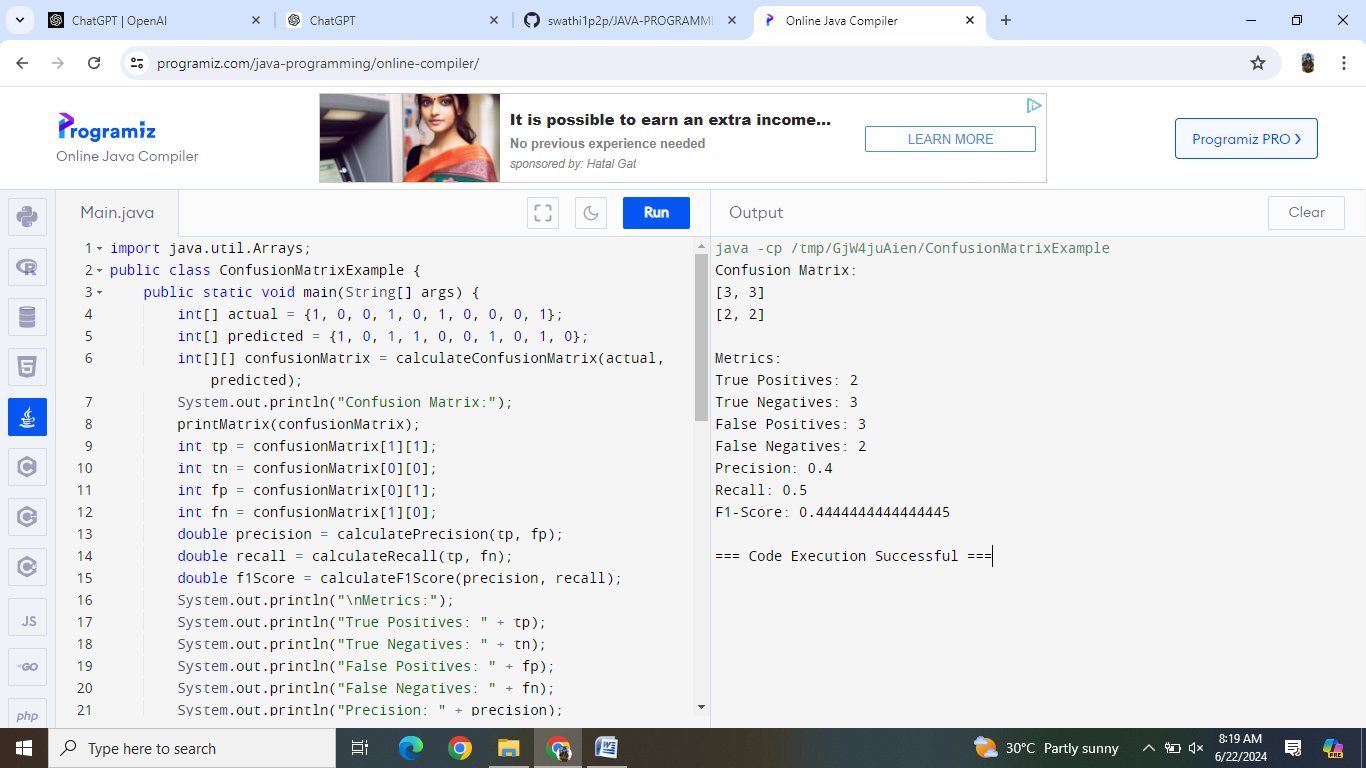 ChatGPT | OpenAI
ChatGPT
swathi1p2p/JAVA-PROGRAMM
Online Java Compiler
programiz.com/java-programming/online-compiler/
Programiz
Online Java Compiler
It is possible to earn an extra income...
No previous experience needed
sponsored by: Hatal Gat
LEARN MORE
Programiz PRO >
Main.java
Run
Output
Clear
1 import java.util.Arrays;
2 public class ConfusionMatrixExample {
3 public static void main(String[] args) {
4 int[] actual = {1, 0, 0, 1, 0, 1, 0, 0, 0, 1};
5 int[] predicted = {1, 0, 1, 1, 0, 0, 1, 0, 1, 0};
6 int[][] confusionMatrix = calculateConfusionMatrix(actual,
predicted);
7 System.out.println("Confusion Matrix:");
8 printMatrix(confusionMatrix);
9 int tp = confusionMatrix[1][1];
10 int tn = confusionMatrix[0][0];
11 int fp = confusionMatrix[0][1];
12 int fn = confusionMatrix[1][0];
13 double precision = calculatePrecision(tp, fp);
14 double recall = calculateRecall(tp, fn);
15 double f1Score = calculateF1Score(precision, recall);
16 System.out.println("\nMetrics:");
17 System.out.println("True Positives: " + tp);
18 System.out.println("True Negatives: " + tn);
19 System.out.println("False Positives: " + fp);
20 System.out.println("False Negatives: " + fn);
21 System.out.println("Precision: " + precision);
java -cp /tmp/GjW4juAien/ConfusionMatrixExample
Confusion Matrix:
[3, 3]
[2, 2]
Metrics:
True Positives: 2
True Negatives: 3
False Positives: 3
False Negatives: 2
Precision: 0.4
Recall: 0.5
F1-Score: 0.4444444444444445
=== Code Execution Successful ===
JS
GO
php
Type here to search
30°C Partly sunny
8:19 AM
6/22/2024
PRE